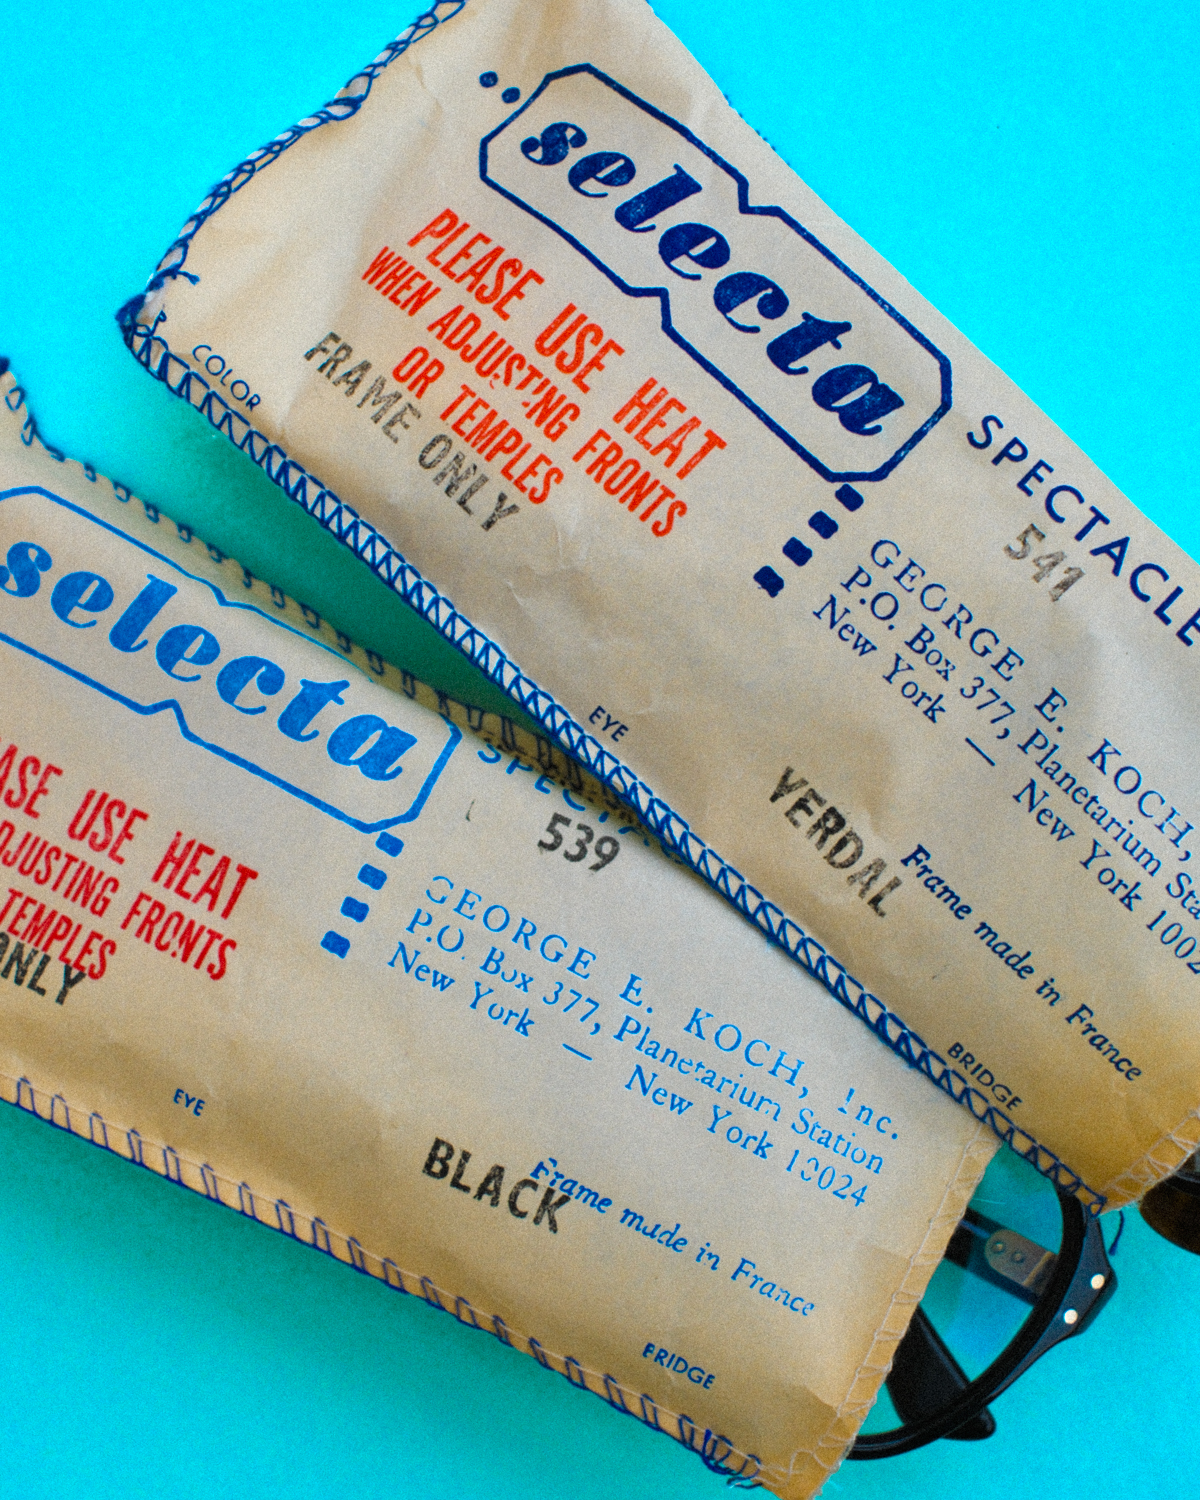 selecta
PLEASE USE HEAT
WHEN ADJUSTING FRONTS
OR TEMPLES
FRAME ONLY
COLOR
SPECTACLE
541
GEORGE E. KOCH,
P.O. Box 377, Planetarium Sta
New York — New York 1002
EYE
VERDAL
Frame made in France
BRIDGE
selecta
ASE USE HEAT
DJUSTING FRONTS
TEMPLES
ONLY
SPECTA
539
GEORGE E. KOCH, Inc.
P.O. Box 377, Planetarium Station
New York — New York 10024
EYE
BLACK
Frame made in France
BRIDGE